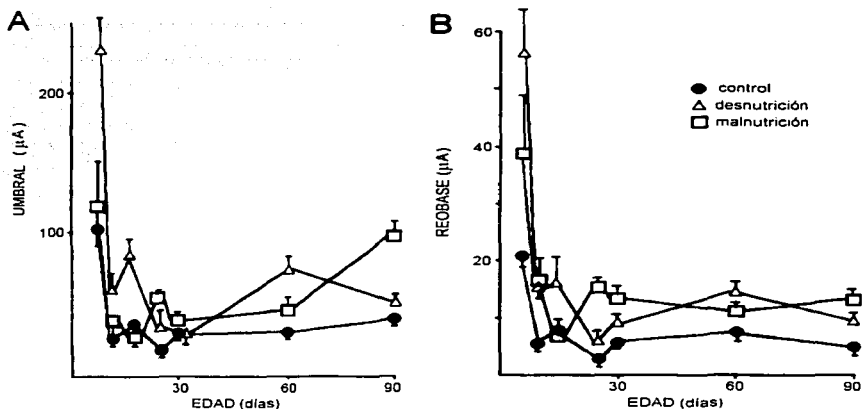 A
UMBRAL (µA)
200
100
30
60
90
EDAD (días)
B
REOBASE (µA)
60
40
20
30
60
90
EDAD (días)
control
desnutrición
malnutrición